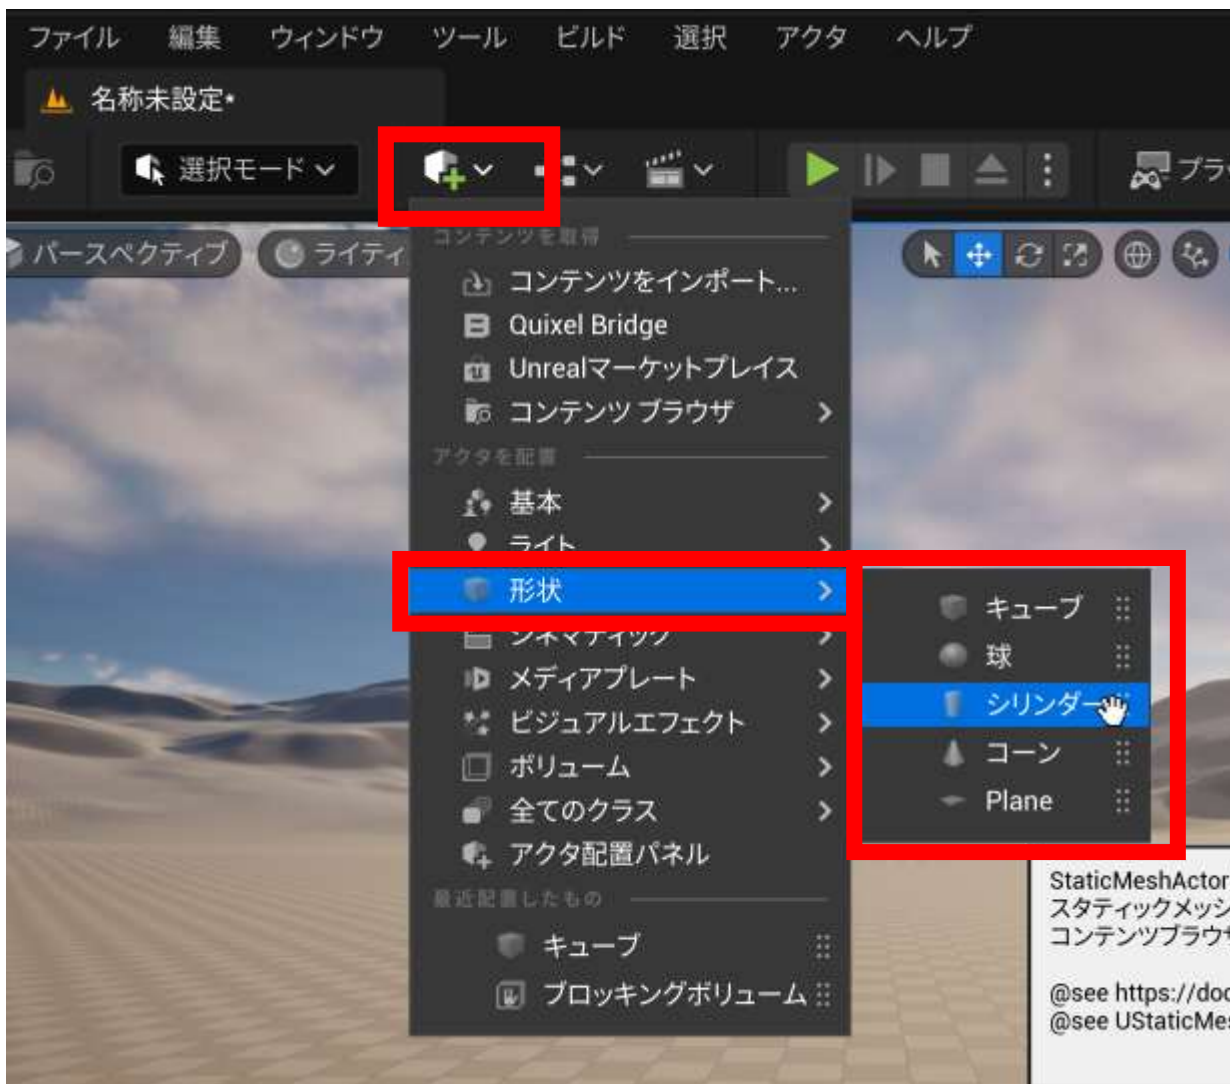 ファイル 編集 ウィンドウ ツール ビルド 選択 アクタ ヘルプ
名称未設定*
選択モード
パースペクティブ
ライティ
コンテンツを取得
コンテンツをインポート...
Quixel Bridge
Unrealマーケットプレイス
コンテンツ ブラウザ
アクタを配置
基本
ライト
形状
シネマティック
メディアプレート
ビジュアルエフェクト
ボリューム
全てのクラス
アクタ配置パネル
最近配置したもの
キューブ
ブロッキングボリューム
キューブ
球
シリンダー
コーン
Plane
プラ
StaticMeshActor
スタティックメッシ
コンテンツブラウサ
@see https://doc
@see UStaticMes